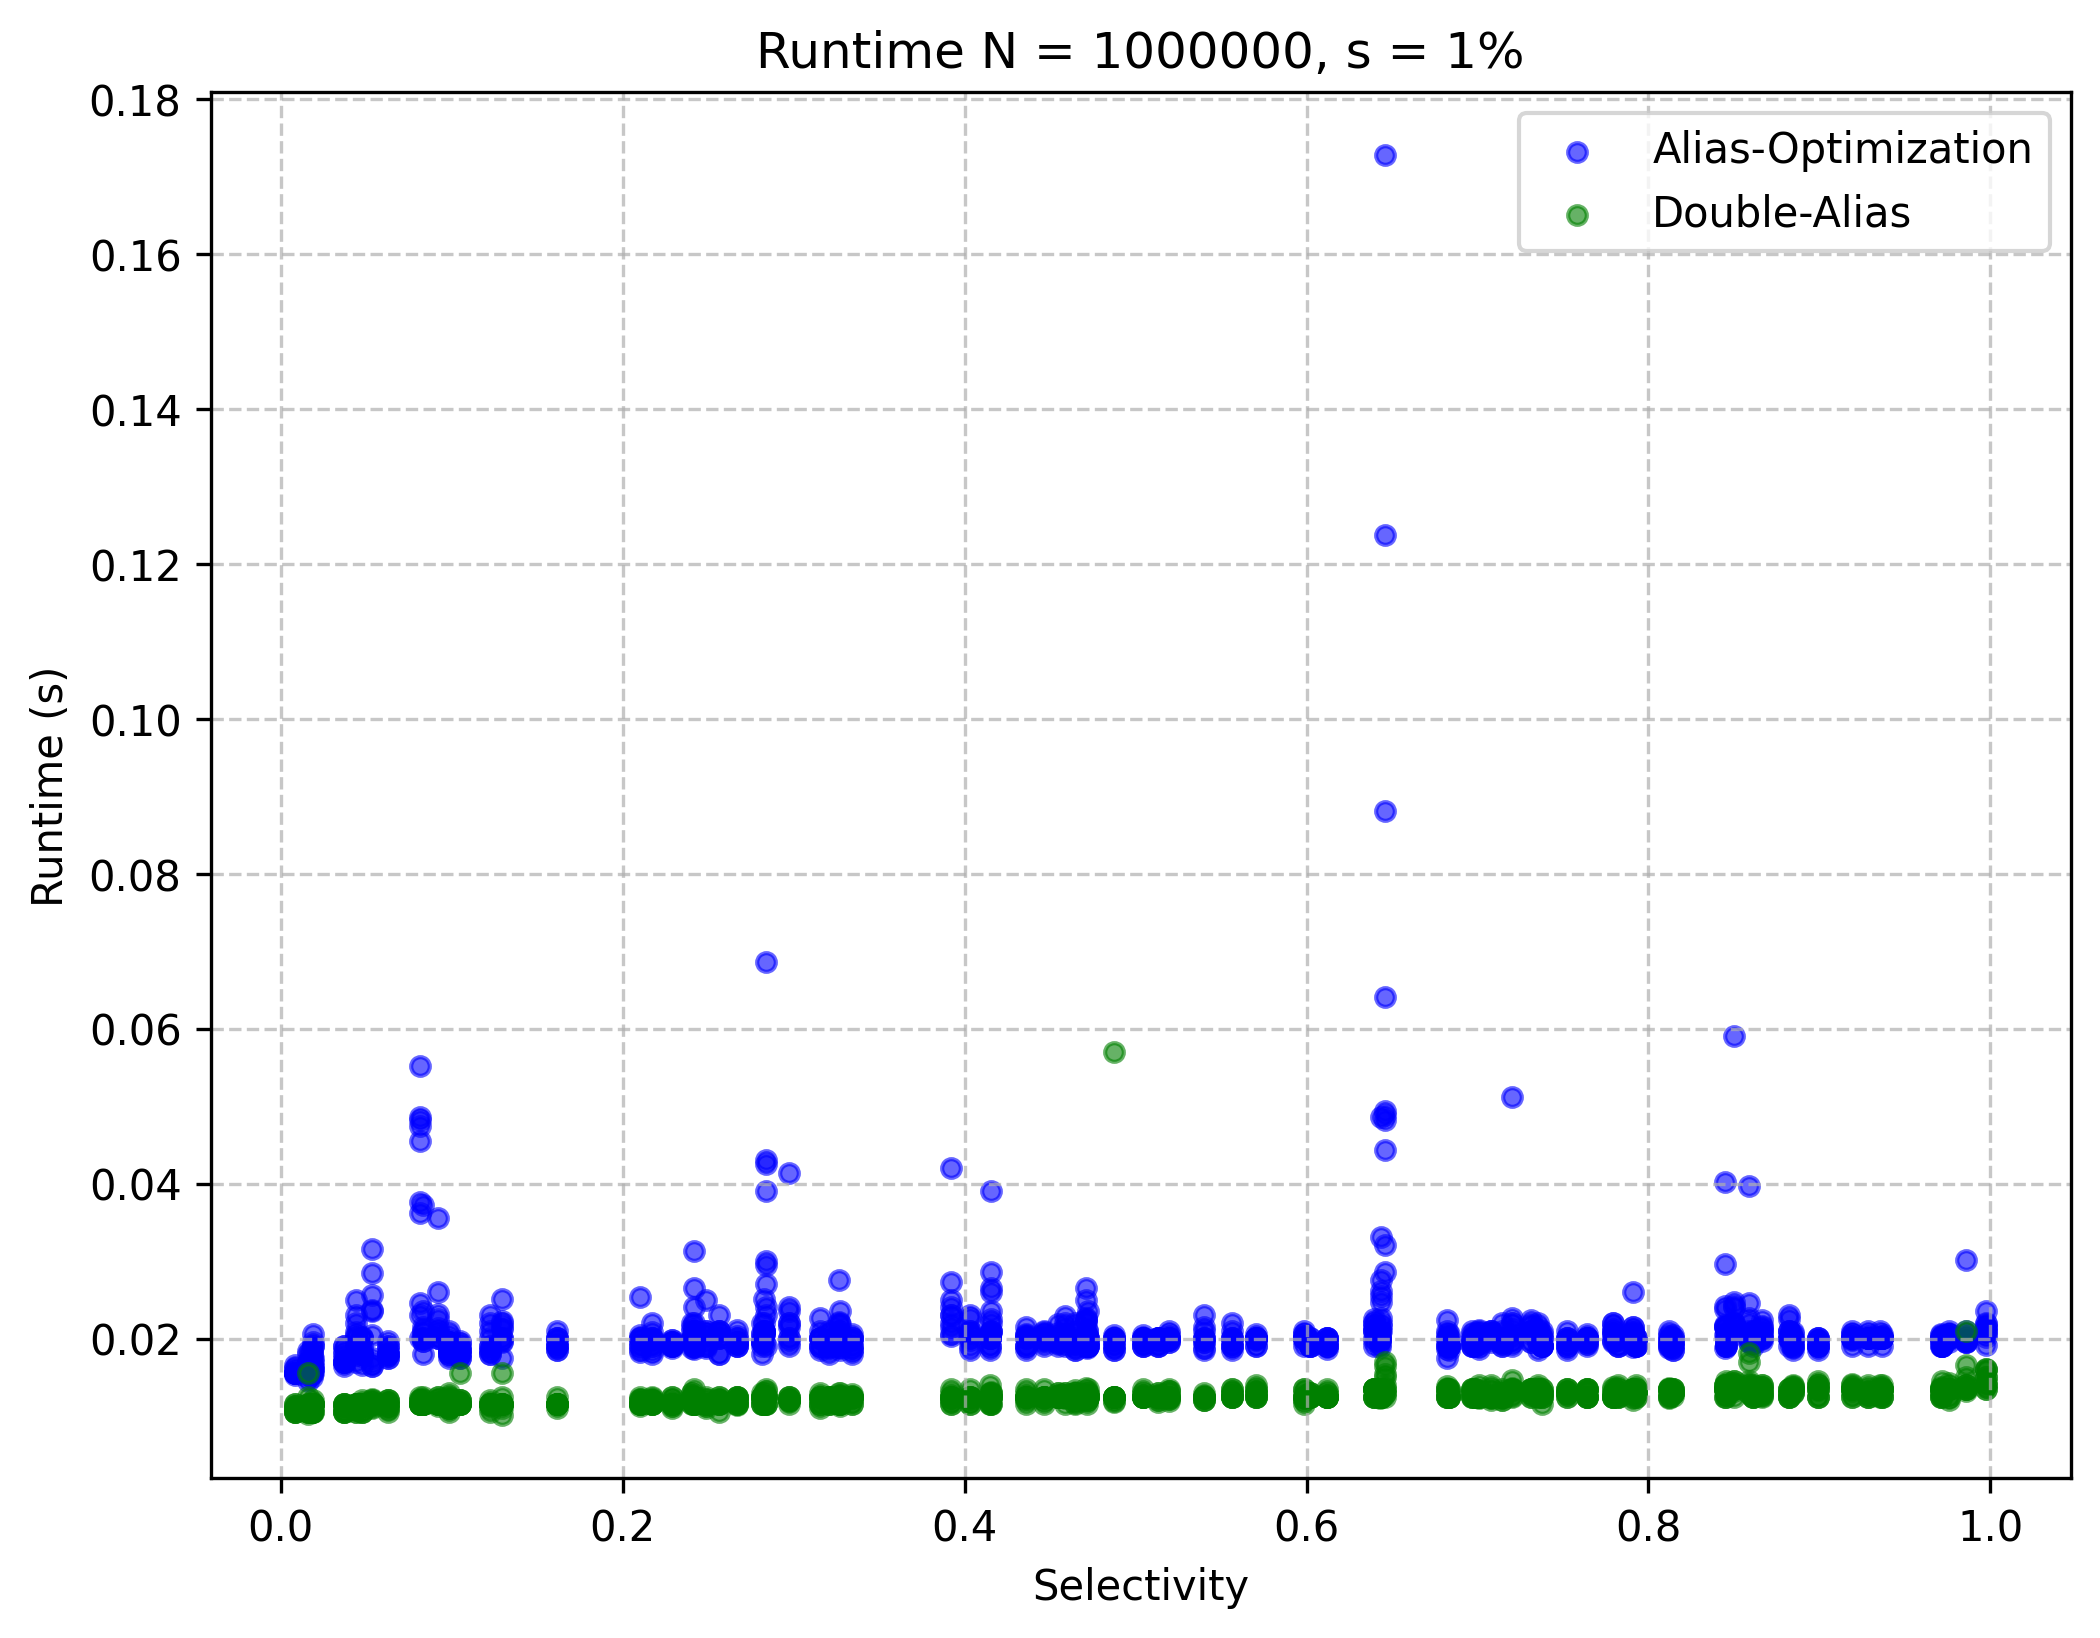 Runtime N = 1000000, s = 1%
Alias-Optimization
Double-Alias
0.18
0.16
0.14
0.12
0.10
0.08
0.06
0.04
0.02
Runtime (s)
0.0 0.2 0.4 0.6 0.8 1.0
Selectivity